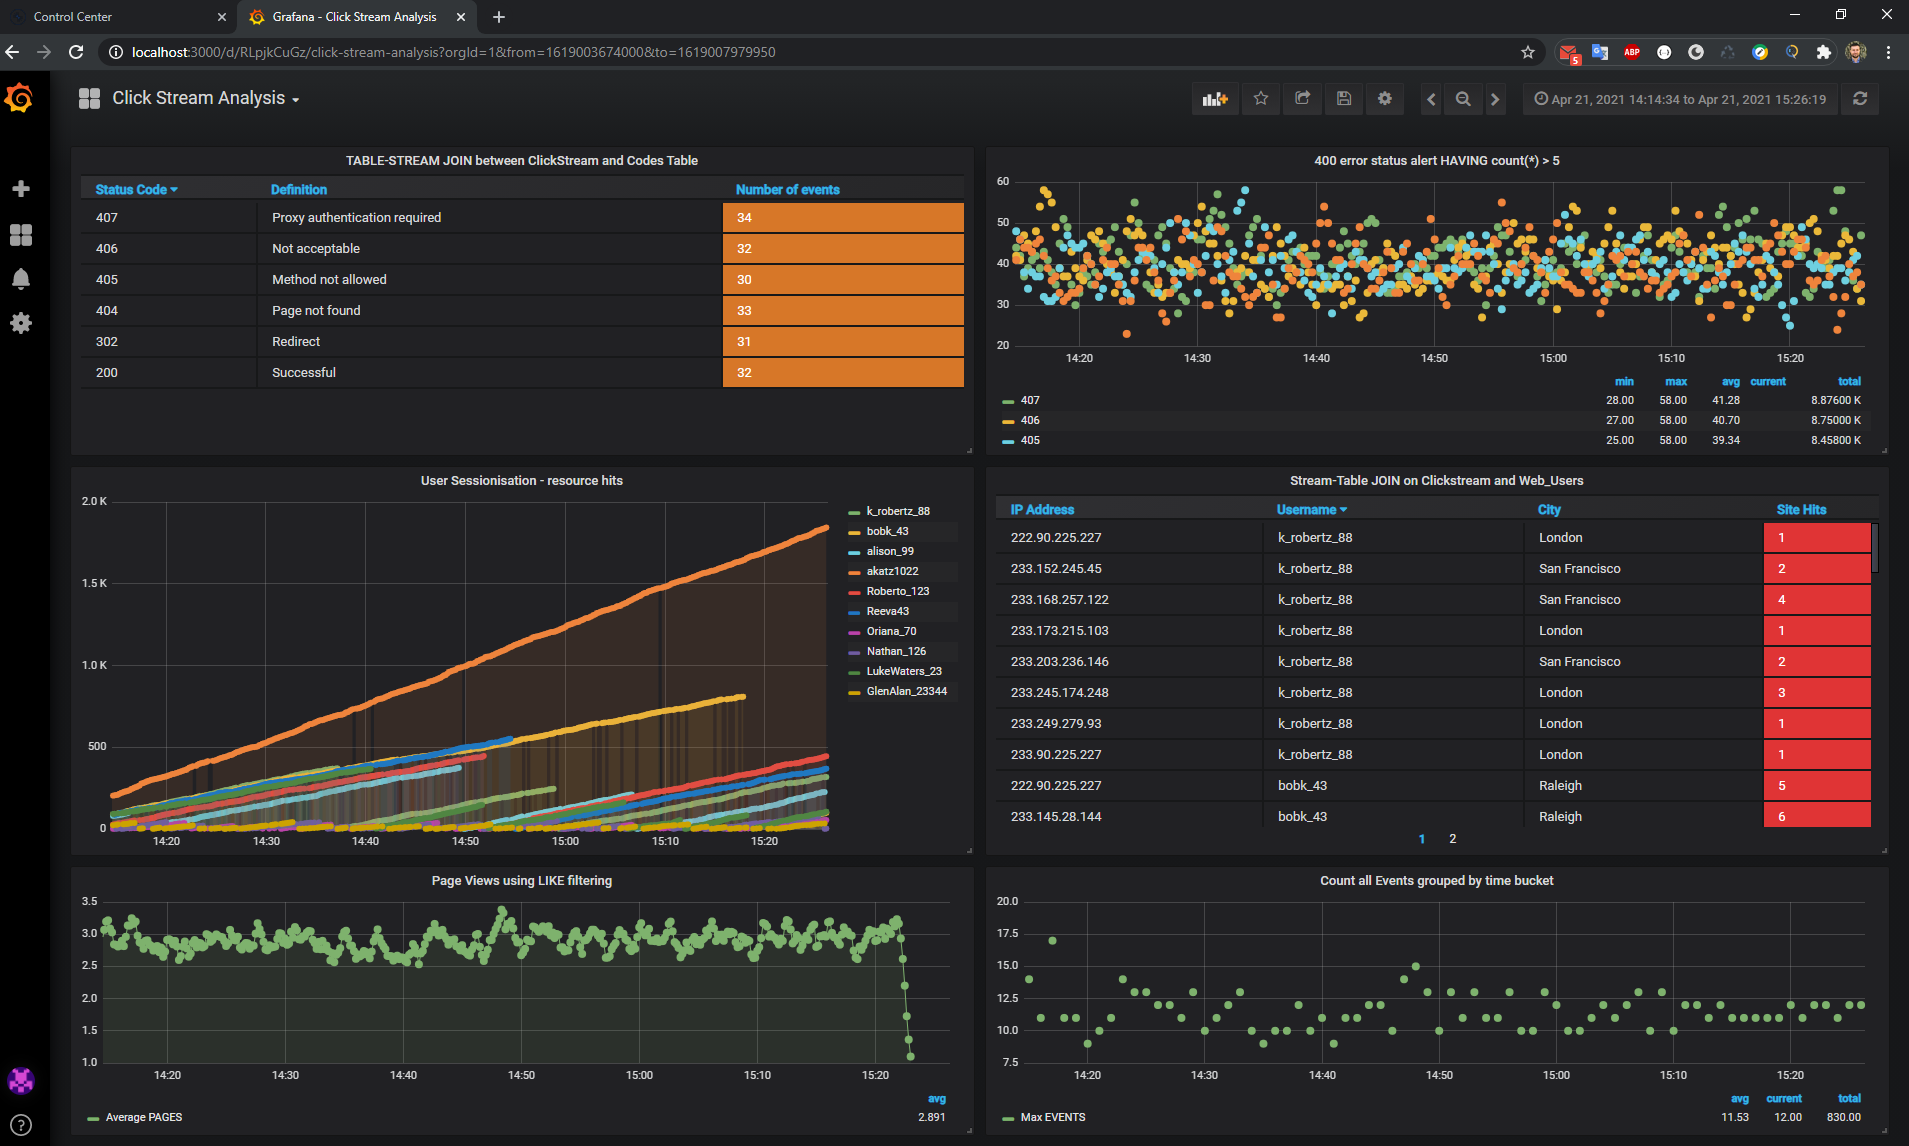 Control Center
Grafana - Click Stream Analysis
localhost:3000/d/RLpjkCuGz/click-stream-analysis?orgId=1&from=1619003674000&to=1619007979950
5
ABP
Click Stream Analysis
Apr 21, 2021 14:14:34 to Apr 21, 2021 15:26:19
TABLE-STREAM JOIN between ClickStream and Codes Table
Status Code Definition Number of events
407 Proxy authentication required 34
406 Not acceptable 32
405 Method not allowed 30
404 Page not found 33
302 Redirect 31
200 Successful 32
400 error status alert HAVING count(*) > 5
60
50
40
30
20
14:20 14:30 14:40 14:50 15:00 15:10 15:20
min max avg current total
407 28.00 58.00 41.28 8.87600 K
406 27.00 58.00 40.70 8.75000 K
405 25.00 58.00 39.34 8.45800 K
User Sessionisation - resource hits
2.0 K
1.5 K
1.0 K
500
0
14:20 14:30 14:40 14:50 15:00 15:10 15:20
k_robertz_88
bobk_43
alison_99
akatz1022
Roberto_123
Reeva43
Oriana_70
Nathan_126
LukeWaters_23
GlenAlan_23344
Stream-Table JOIN on Clickstream and Web_Users
IP Address Username City Site Hits
222.90.225.227 k_robertz_88 London 1
233.152.245.45 k_robertz_88 San Francisco 2
233.168.257.122 k_robertz_88 San Francisco 4
233.173.215.103 k_robertz_88 London 1
233.203.236.146 k_robertz_88 San Francisco 2
233.245.174.248 k_robertz_88 London 3
233.249.279.93 k_robertz_88 London 1
233.90.225.227 k_robertz_88 London 1
222.90.225.227 bobk_43 Raleigh 5
233.145.28.144 bobk_43 Raleigh 6
1 2
Page Views using LIKE filtering
3.5
3.0
2.5
2.0
1.5
1.0
14:20 14:30 14:40 14:50 15:00 15:10 15:20
avg
Average PAGES 2.891
Count all Events grouped by time bucket
20.0
17.5
15.0
12.5
10.0
7.5
14:20 14:30 14:40 14:50 15:00 15:10 15:20
avg current total
Max EVENTS 11.53 12.00 830.00